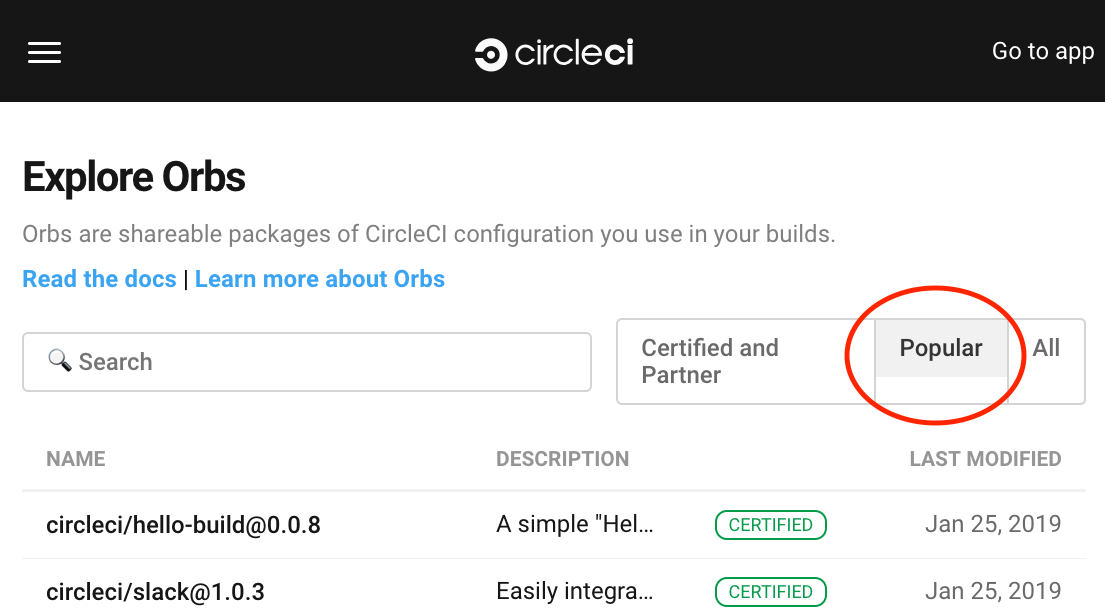 circleci
Go to app
Explore Orbs
Orbs are shareable packages of CircleCI configuration you use in your builds.
Read the docs | Learn more about Orbs
Search
Certified and
Partner
Popular
All
NAME DESCRIPTION LAST MODIFIED
circleci/hello-build@0.0.8 A simple "Hel... CERTIFIED Jan 25, 2019
circleci/slack@1.0.3 Easily integra... CERTIFIED Jan 25, 2019